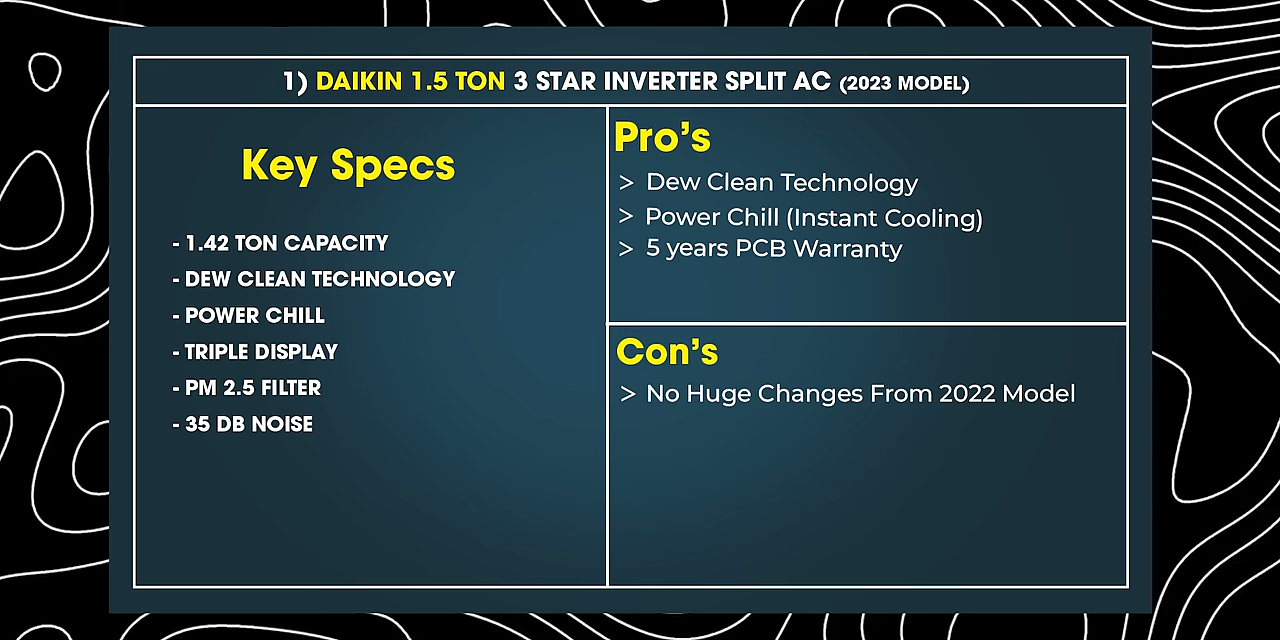 1) DAIKIN 1.5 TON 3 STAR INVERTER SPLIT AC (2023 MODEL)
Key Specs
- 1.42 TON CAPACITY
- DEW CLEAN TECHNOLOGY
- POWER CHILL
- TRIPLE DISPLAY
- PM 2.5 FILTER
- 35 DB NOISE
Pro's
> Dew Clean Technology
> Power Chill (Instant Cooling)
> 5 years PCB Warranty
Con's
> No Huge Changes From 2022 Model